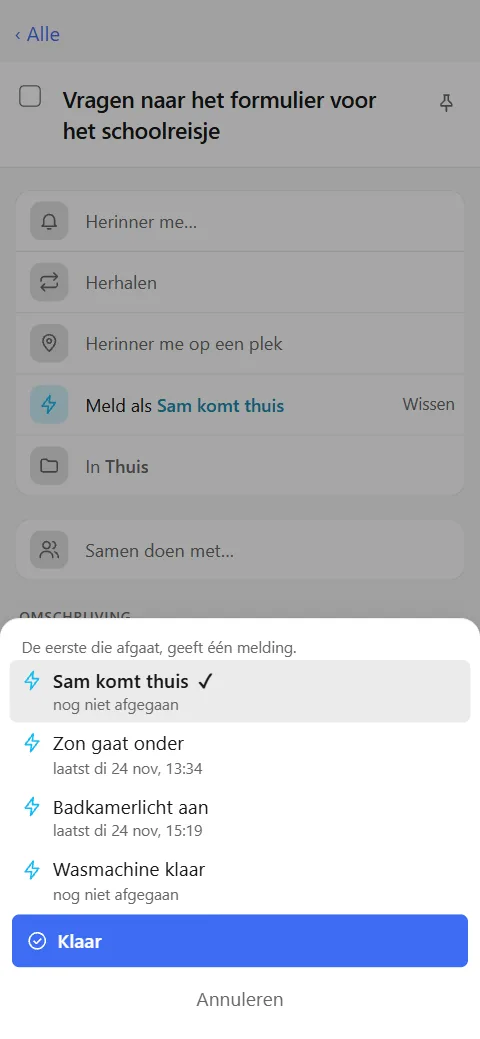 ‹ Alle
Vragen naar het formulier voor
het schoolreisje
Herinner me...
Herhalen
Herinner me op een plek
Meld als Sam komt thuis
Wissen
In Thuis
Samen doen met...
OMSCHRIJVING
De eerste die afgaat, geeft één melding.
Sam komt thuis ✓
nog niet afgegaan
Zon gaat onder
laatst di 24 nov, 13:34
Badkamerlicht aan
laatst di 24 nov, 15:19
Wasmachine klaar
nog niet afgegaan
Klaar
Annuleren